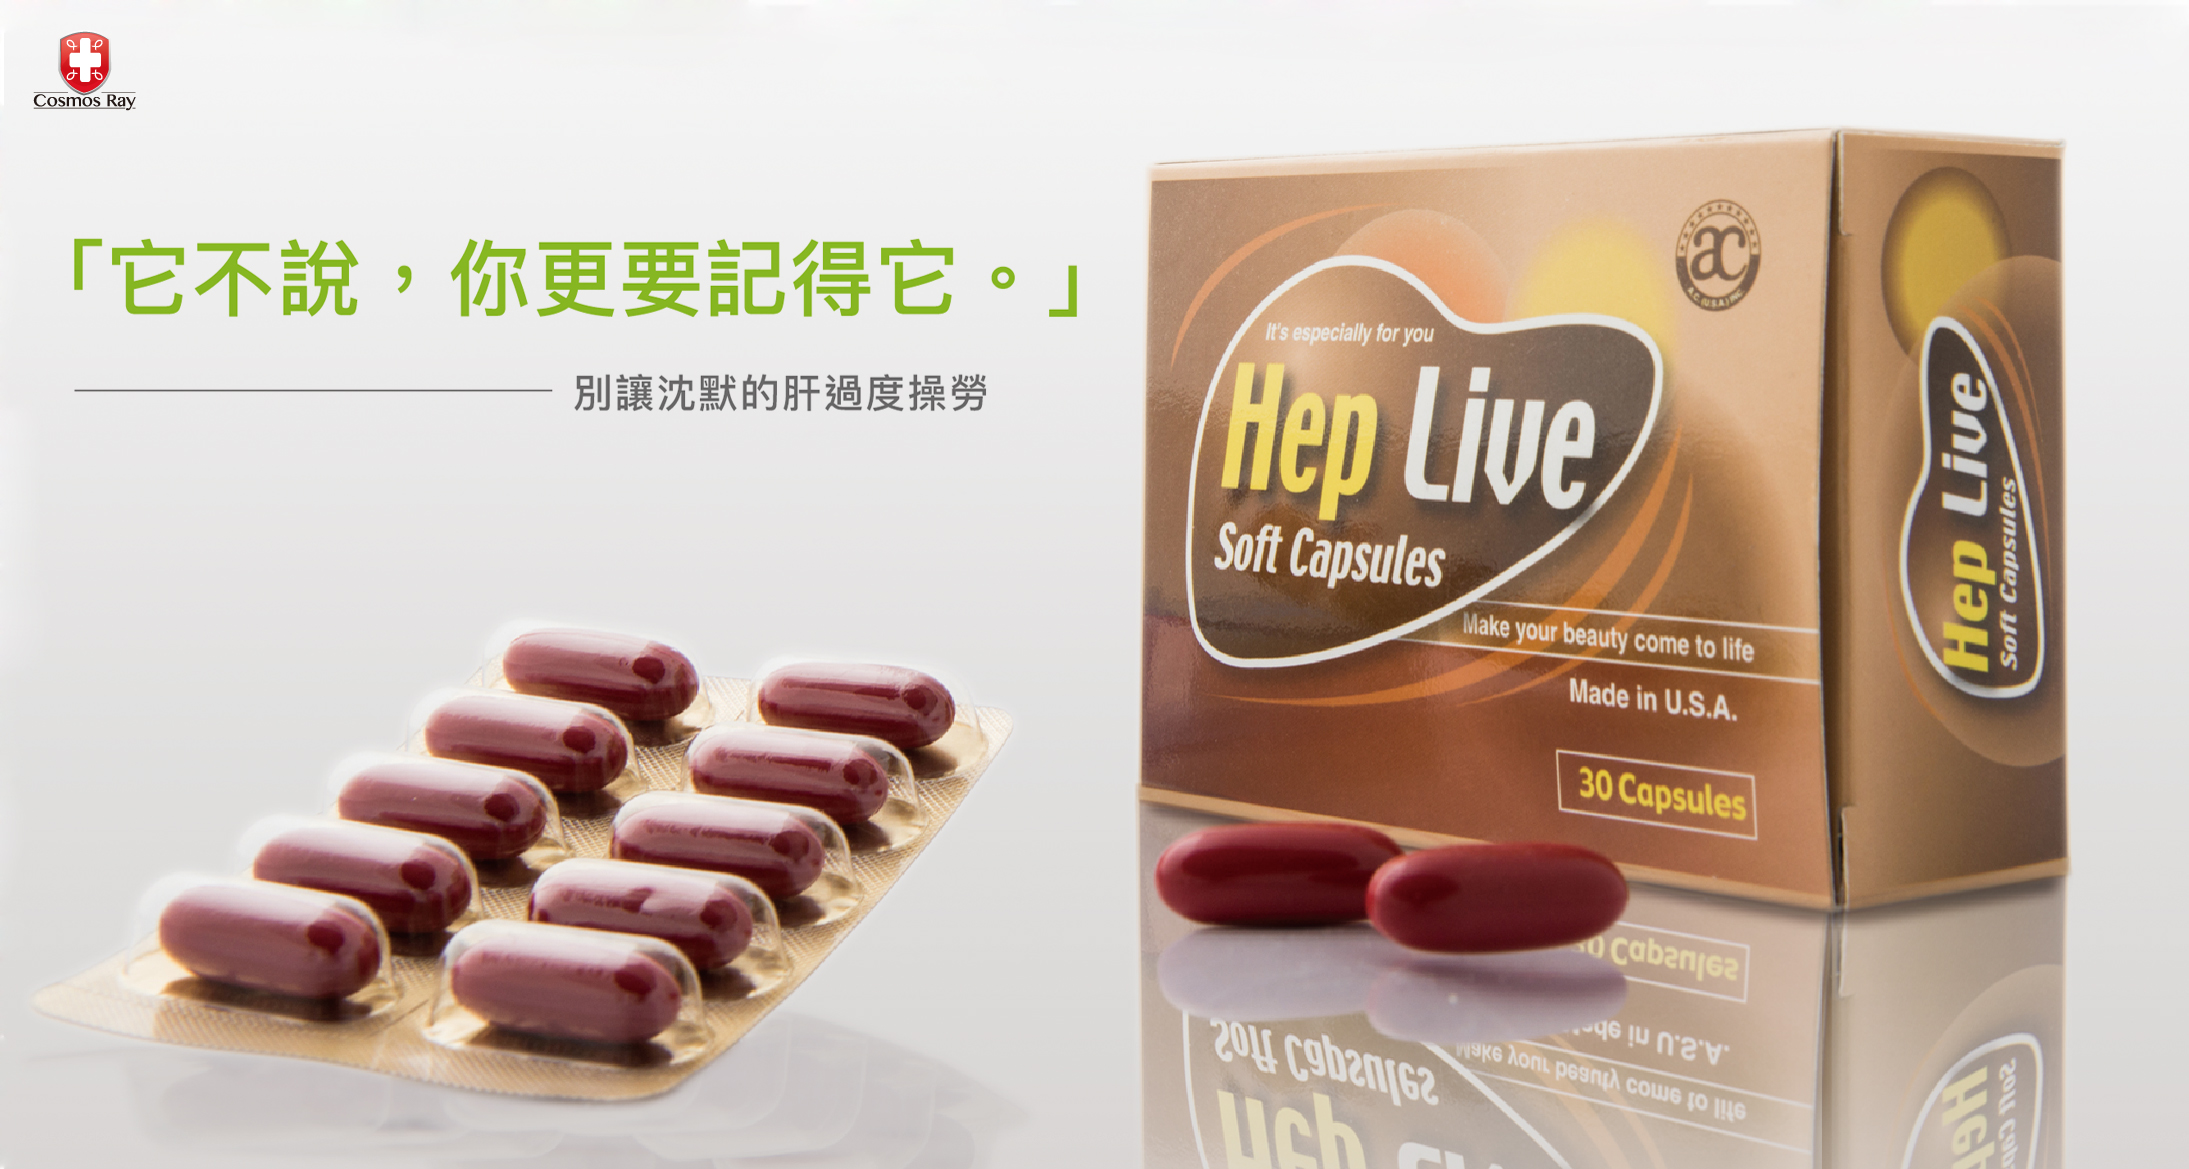 Cosmos Ray
「它不說，你更要記得它。」
別讓沈默的肝過度操勞
ac
A.C. (U.S.A.) INC
It's especially for you
Hep Live
Soft Capsules
Make your beauty come to life
Made in U.S.A.
30 Capsules
Hep Live
Soft Capsules